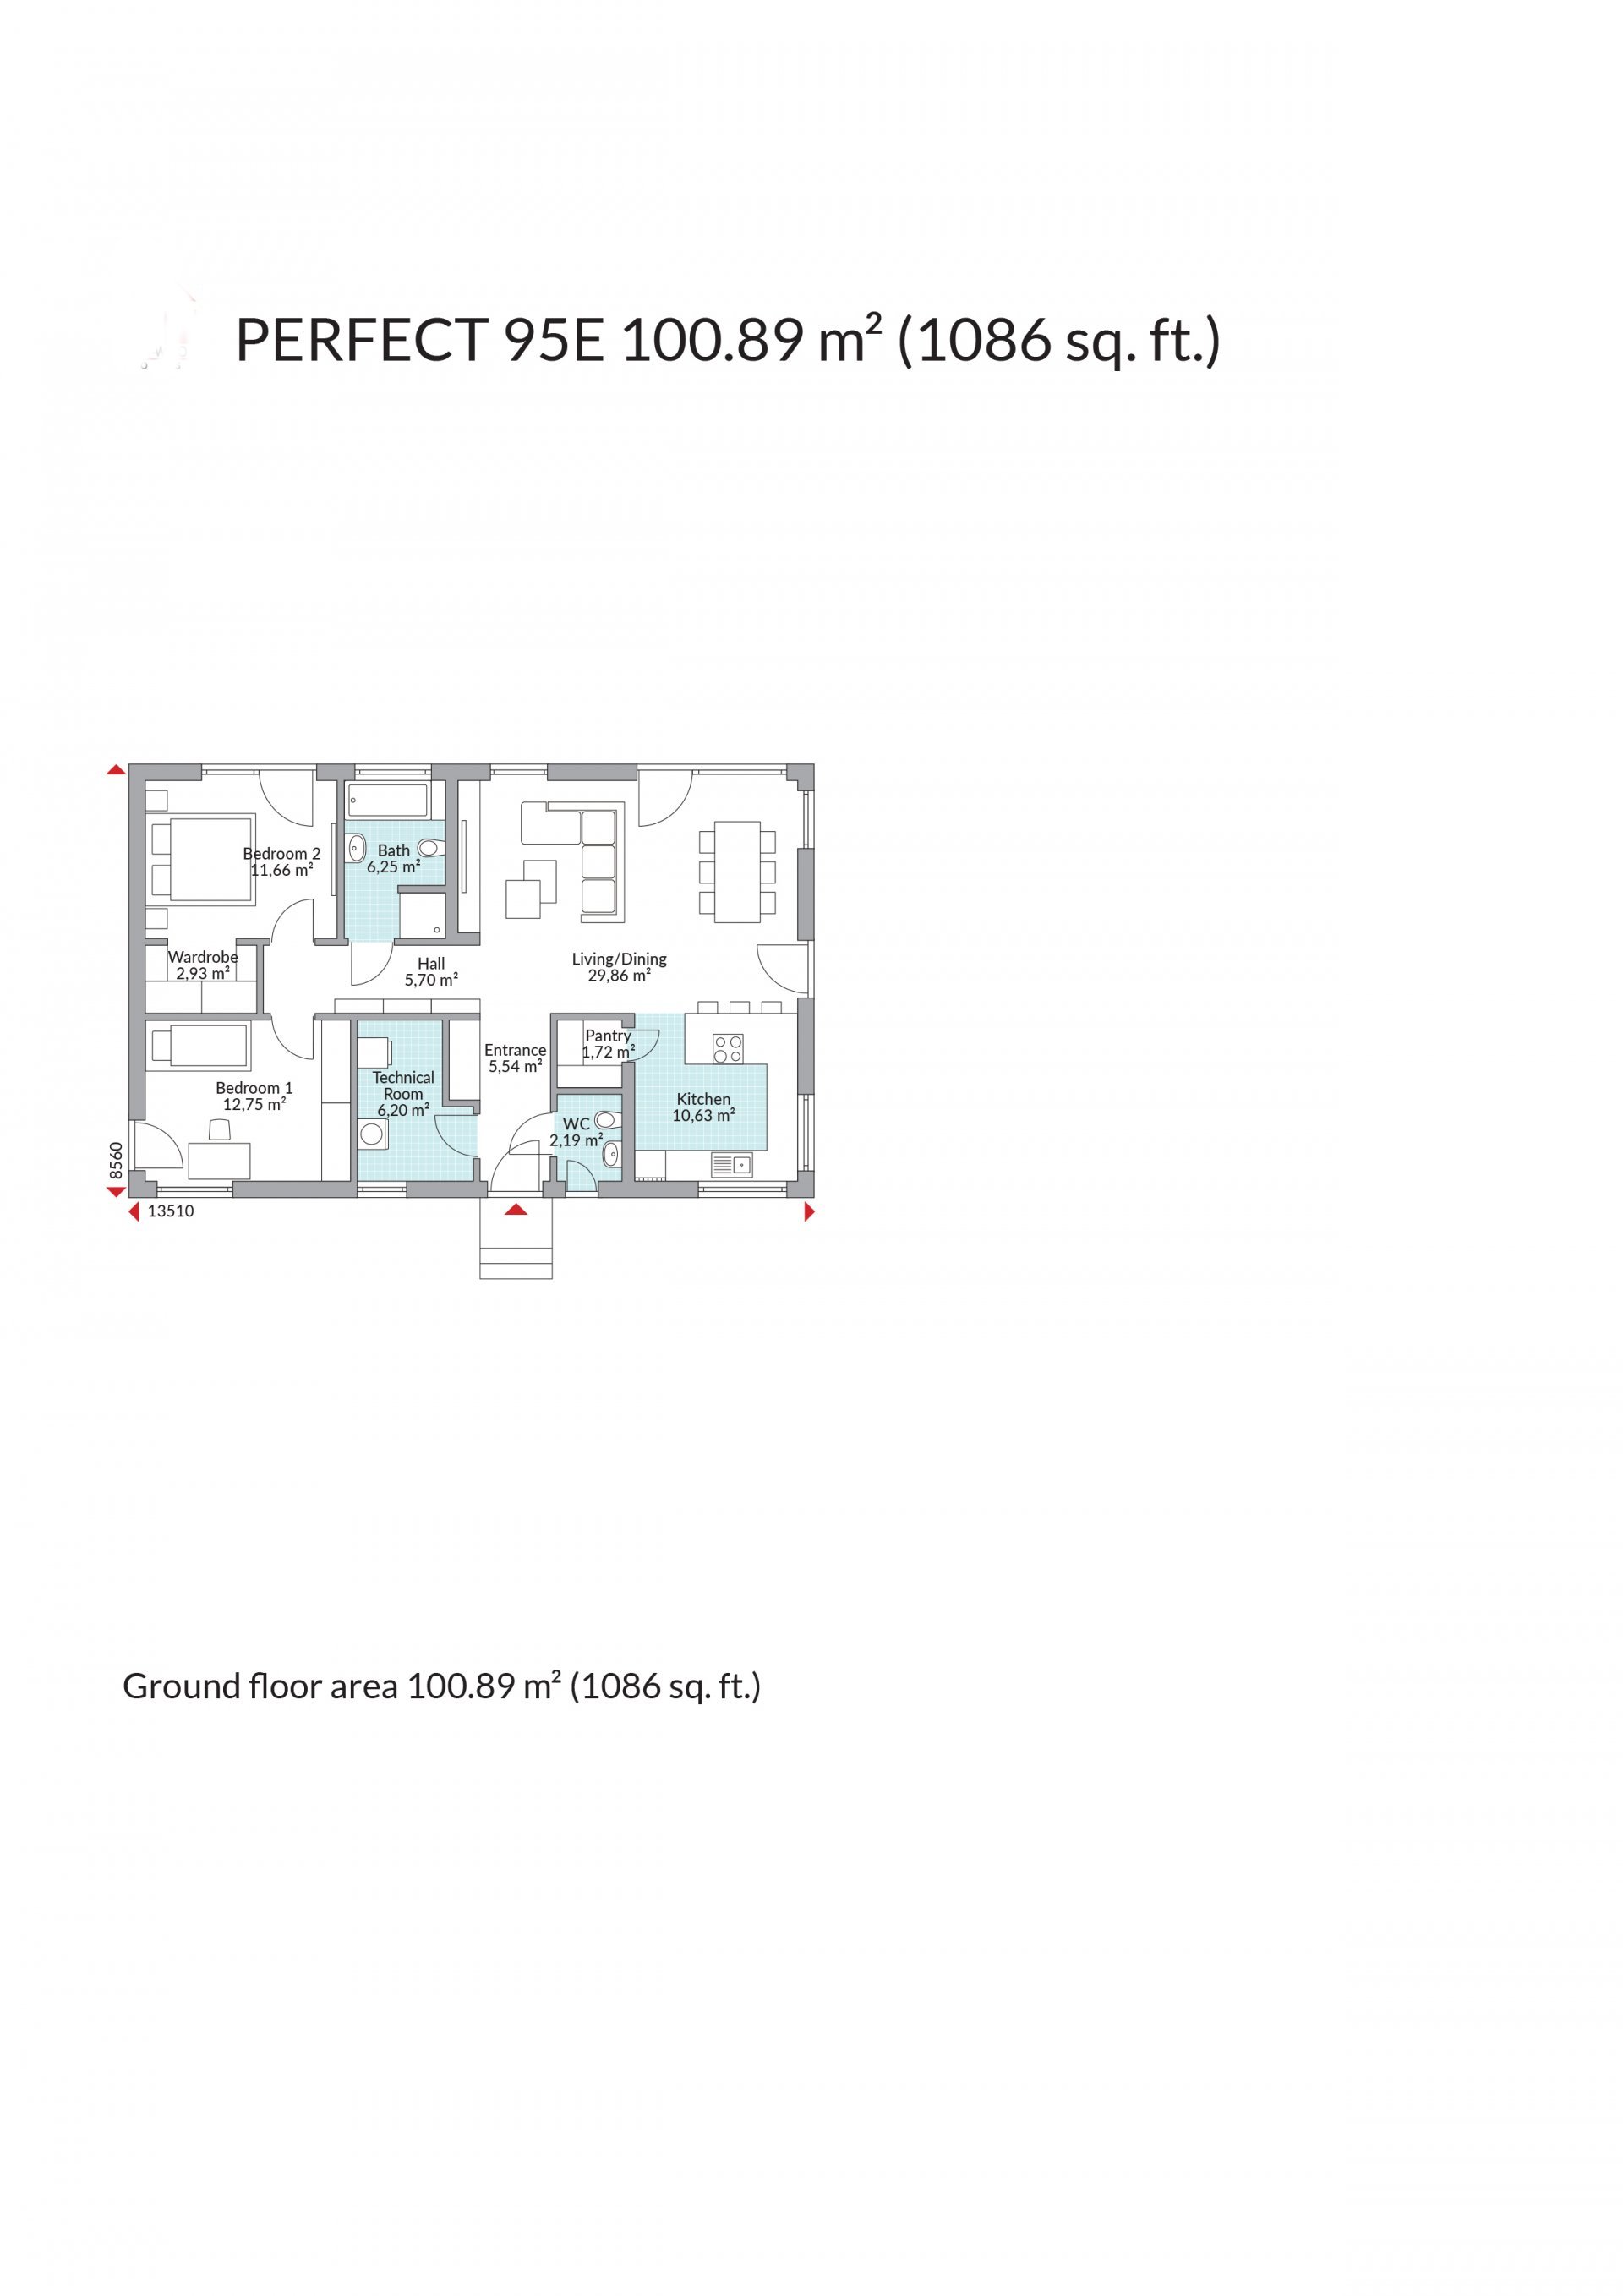 PERFECT 95E 100.89 m² (1086 sq. ft.)
Bedroom 2
11,66 m²
Bath
6,25 m²
Wardrobe
2,93 m²
Hall
5,70 m²
Living/Dining
29,86 m²
Bedroom 1
12,75 m²
Technical
Room
6,20 m²
Entrance
5,54 m²
Pantry
1,72 m²
WC
2,19 m²
Kitchen
10,63 m²
8560
13510
Ground floor area 100.89 m² (1086 sq. ft.)